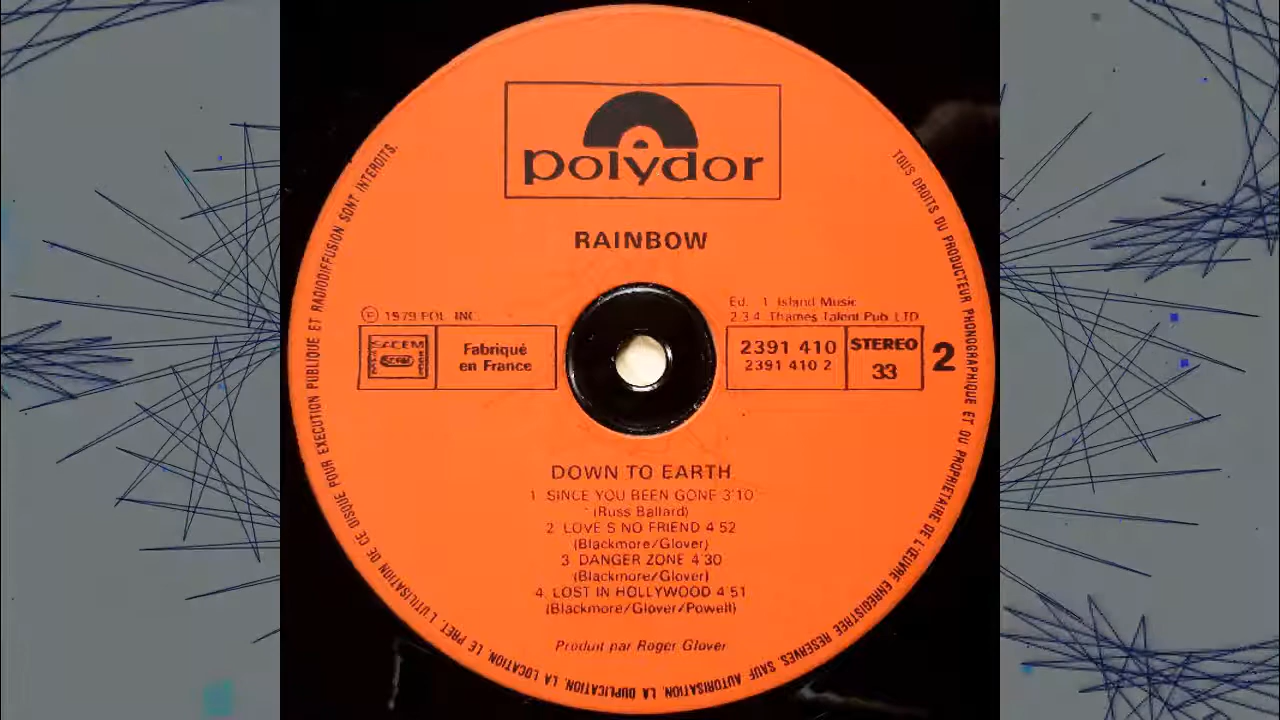 polydor
RAINBOW
Ⓟ 1979 POL. INC.
Ed. 1 Island Music
2.3.4. Thames Talent Pub. LTD
SACEM
Fabriqué
en France
2391 410
2391 410 2
STEREO
33
2
DOWN TO EARTH
1. SINCE YOU BEEN GONE 3'10
(Russ Ballard)
2. LOVE S NO FRIEND 4 52
(Blackmore/Glover)
3 DANGER ZONE 4'30
(Blackmore/Glover)
4. LOST IN HOLLYWOOD 4'51
(Blackmore/Glover/Powell)
Produit par Roger Glover
TOUS DROITS DU PRODUCTEUR PHONOGRAPHIQUE ET DU PROPRIETAIRE DE L'ŒUVRE ENREGISTREE RESERVES. SAUF AUTORISATION, LA DUPLICATION, LA LOCATION, LE PRET, L'UTILISATION DE CE DISQUE POUR EXECUTION PUBLIQUE ET RADIODIFFUSION SONT INTERDITS.